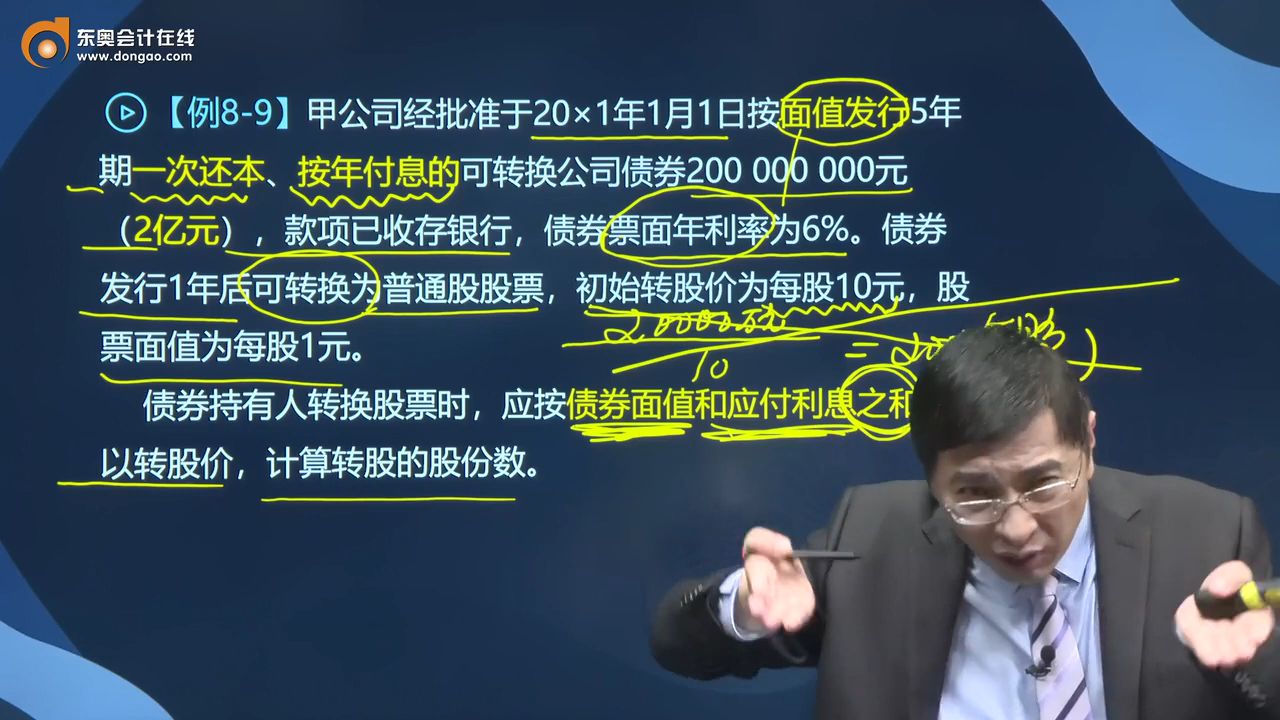 东奥会计在线
www.dongao.com
【例8-9】甲公司经批准于20×1年1月1日按面值发行5年
期一次还本、按年付息的可转换公司债券200 000 000元
（2亿元），款项已收存银行，债券票面年利率为6%。债券
发行1年后可转换为普通股股票，初始转股价为每股10元，股
票面值为每股1元。
20000万元
10
=
债券持有人转换股票时，应按债券面值和应付利息之和
以转股价，计算转股的股份数。